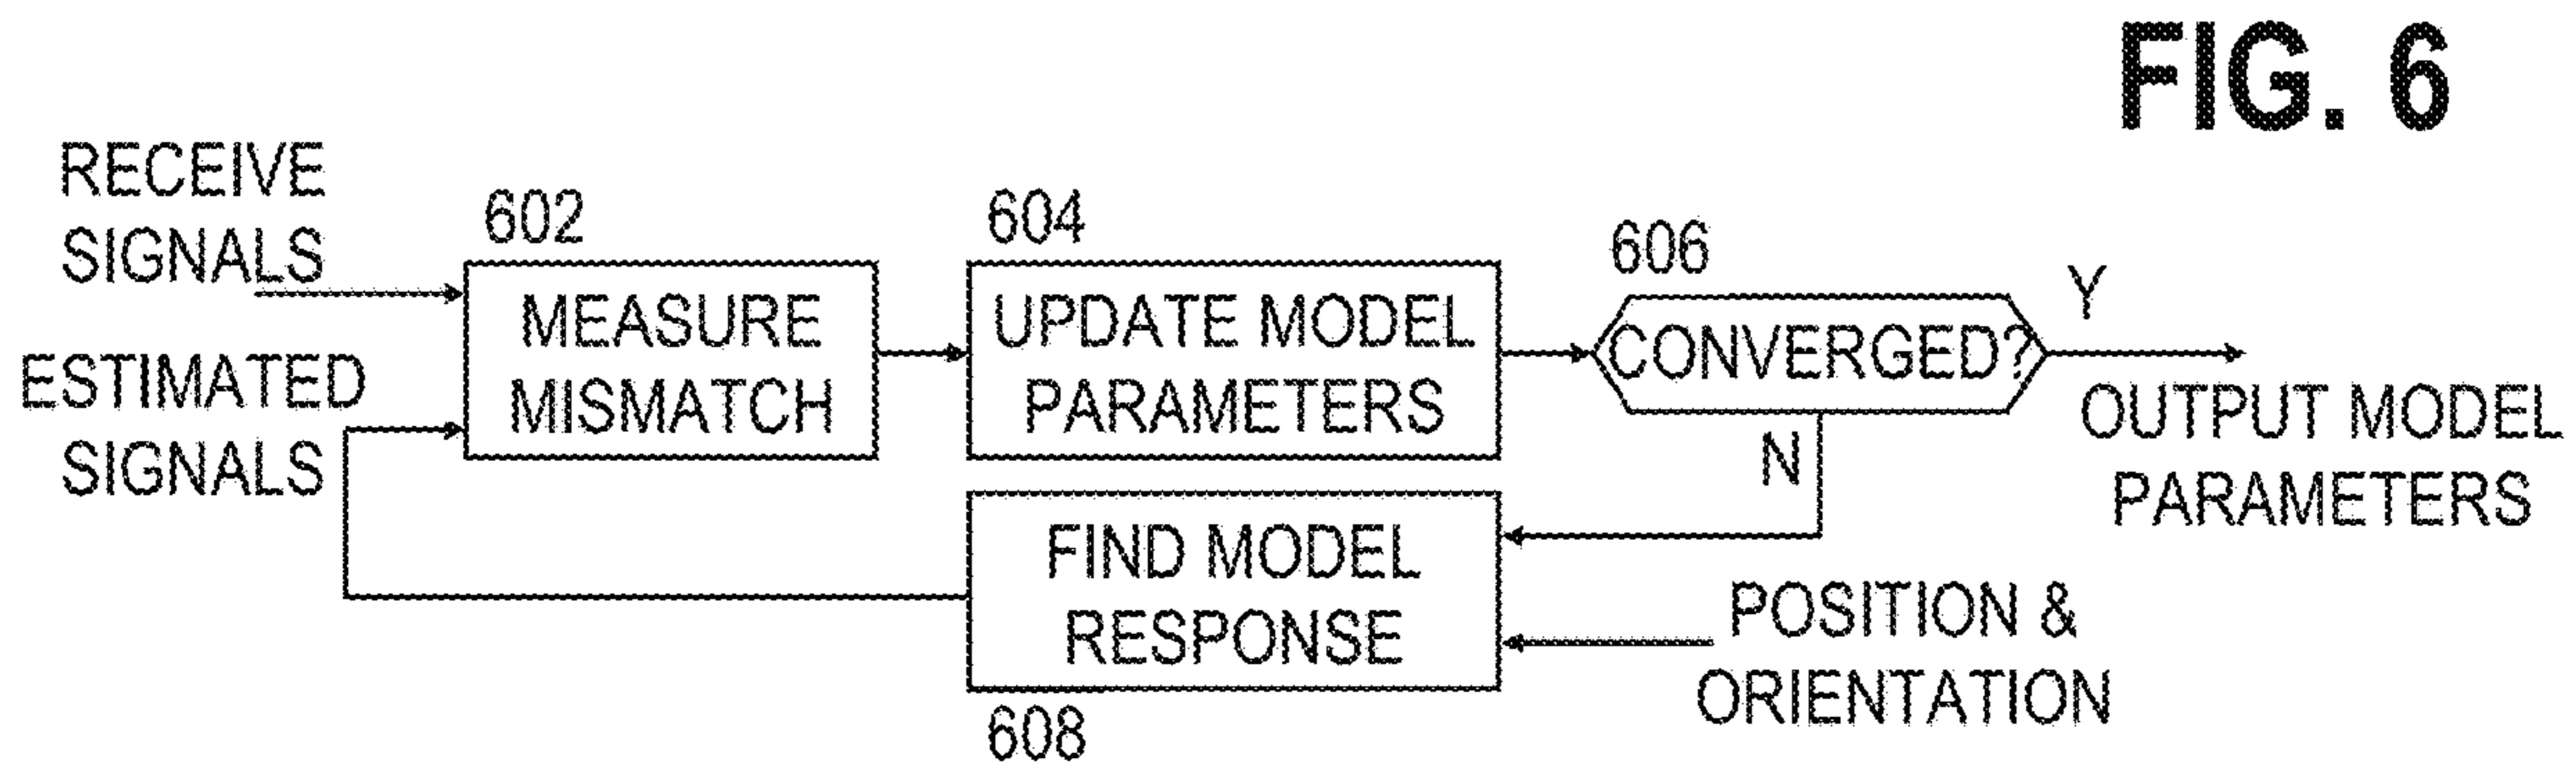 FIG. 6
RECEIVE
SIGNALS
602
604
606
MEASURE
MISMATCH
UPDATE MODEL
PARAMETERS
CONVERGED?
Y
ESTIMATED
SIGNALS
OUTPUT MODEL
PARAMETERS
N
FIND MODEL
RESPONSE
POSITION &
ORIENTATION
608